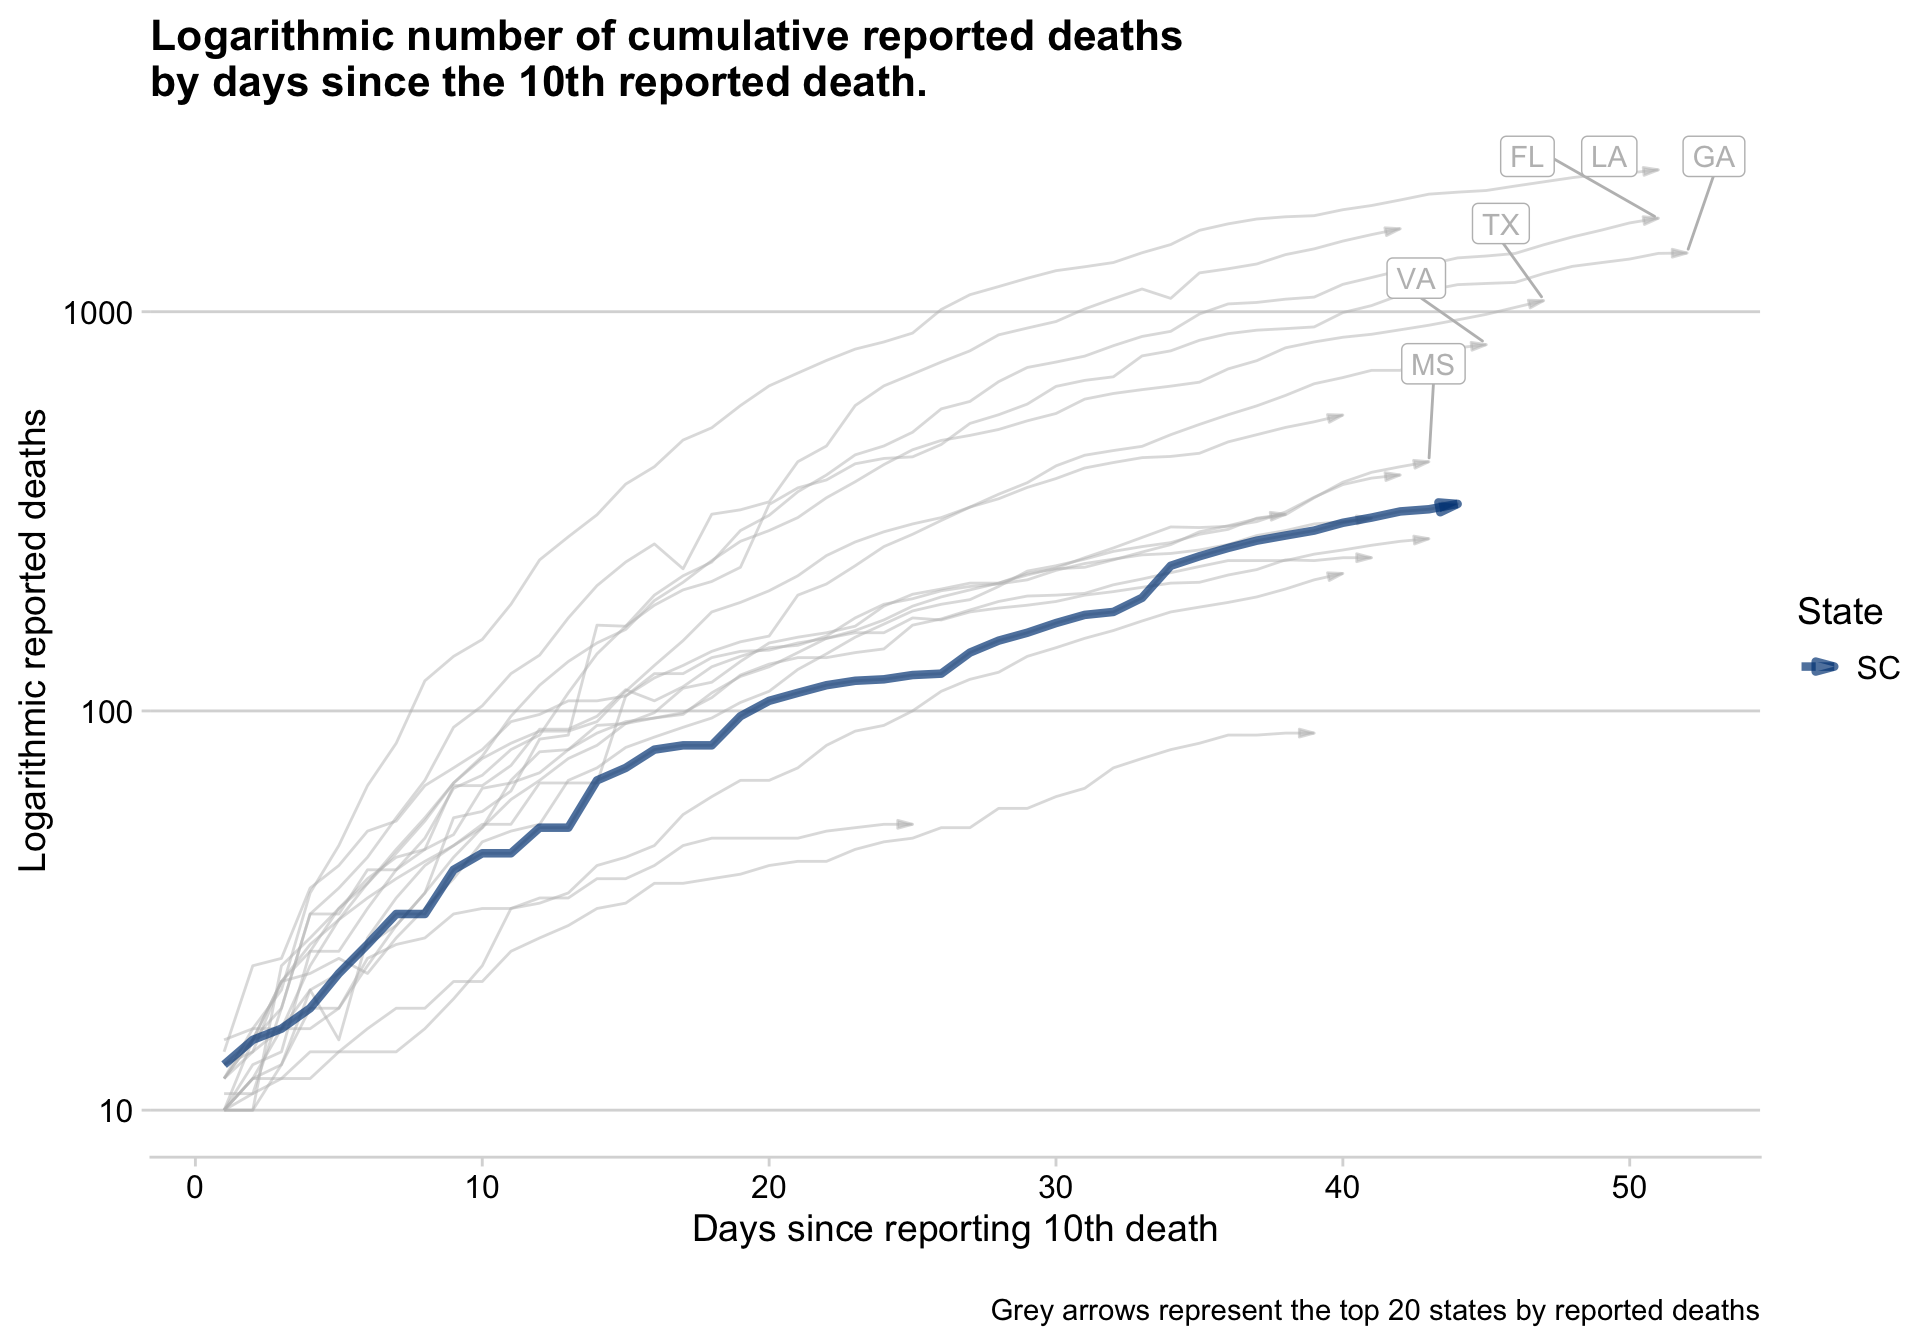 Logarithmic number of cumulative reported deaths
by days since the 10th reported death.
FL
LA
GA
TX
VA
MS
1000
100
10
Logarithmic reported deaths
State
SC
0
10
20
30
40
50
Days since reporting 10th death
Grey arrows represent the top 20 states by reported deaths